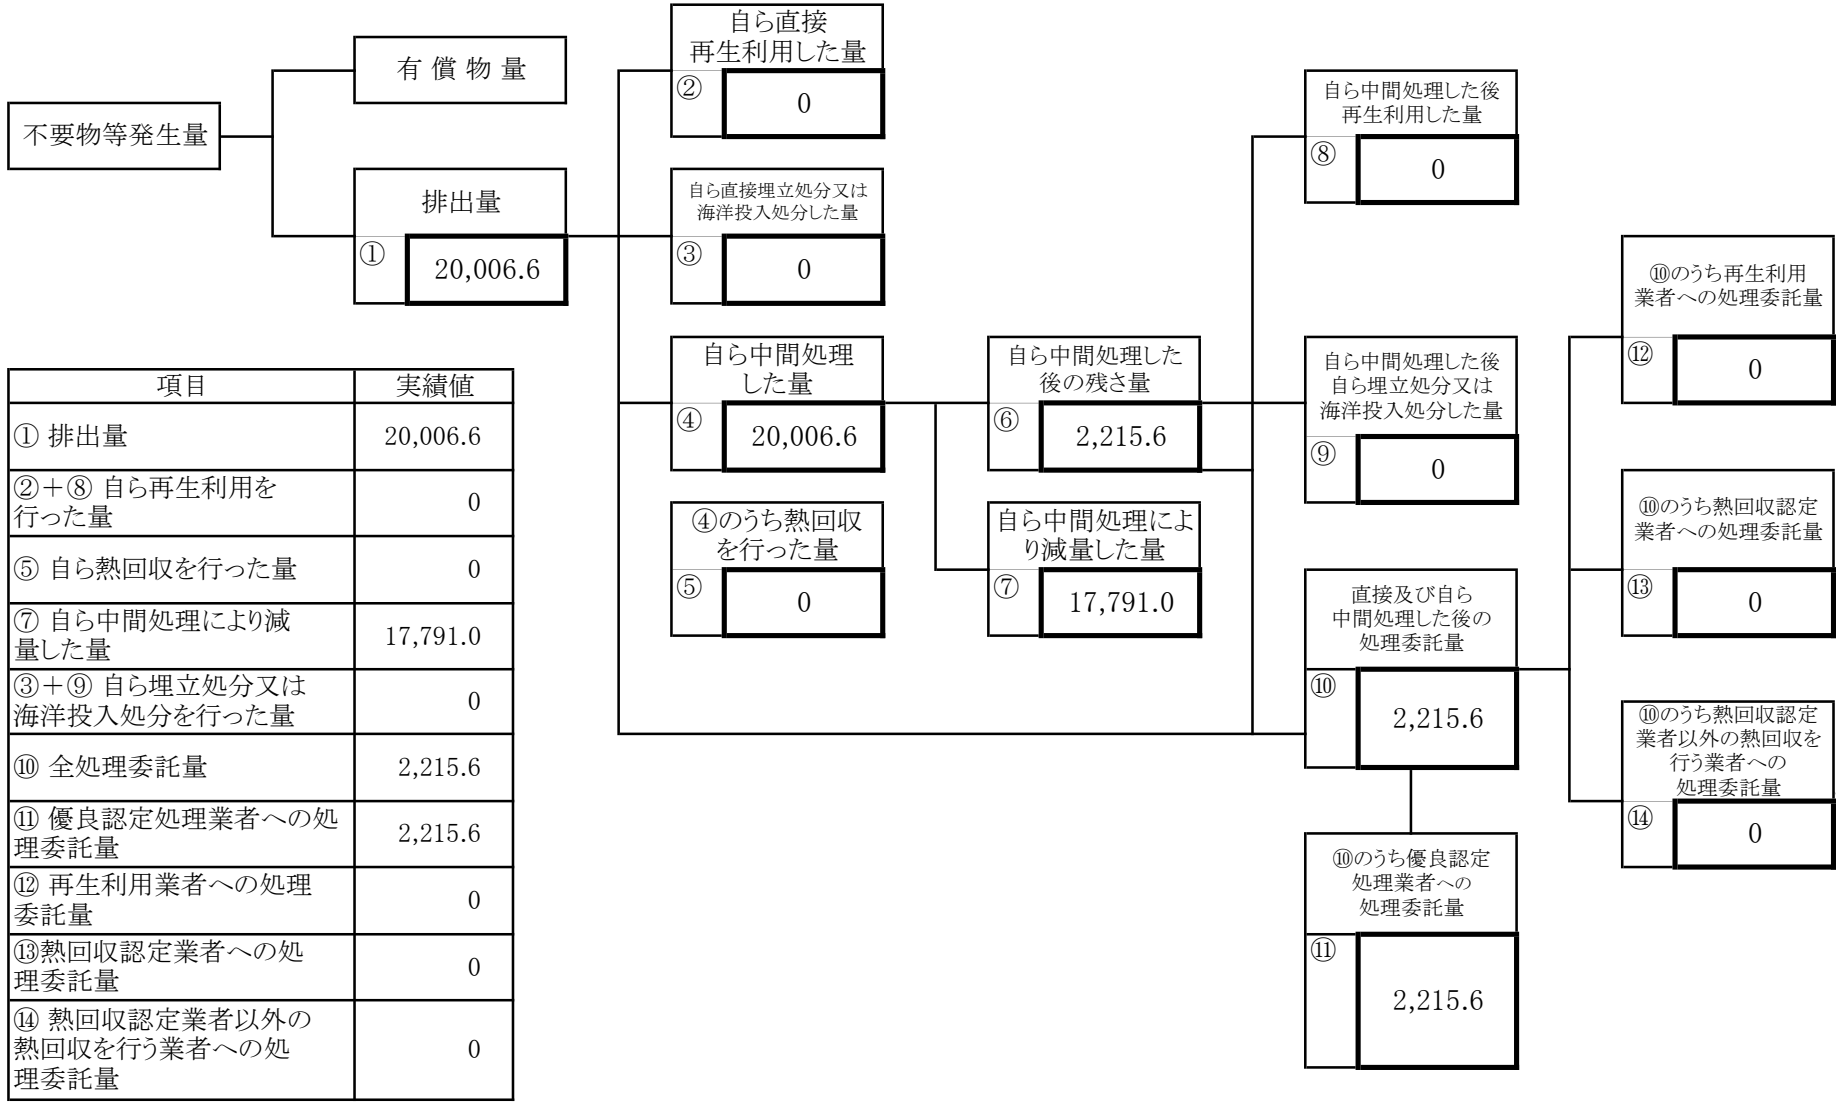 不要物等発生量
有償物量
排出量
①
20,006.6
自ら直接
再生利用した量
②
0
自ら直接埋立処分又は
海洋投入処分した量
③
0
自ら中間処理
した量
④
20,006.6
④のうち熱回収
を行った量
⑤
0
自ら中間処理した
後の残さ量
⑥
2,215.6
自ら中間処理によ
り減量した量
⑦
17,791.0
自ら中間処理した後
再生利用した量
⑧
0
自ら中間処理した後
自ら埋立処分又は
海洋投入処分した量
⑨
0
直接及び自ら
中間処理した後の
処理委託量
⑩
2,215.6
⑩のうち優良認定
処理業者への
処理委託量
⑪
2,215.6
⑩のうち再生利用
業者への処理委託量
⑫
0
⑩のうち熱回収認定
業者への処理委託量
⑬
0
⑩のうち熱回収認定
業者以外の熱回収を
行う業者への
処理委託量
⑭
0
項目 実績値
① 排出量 20,006.6
②+⑧ 自ら再生利用を
行った量 0
⑤ 自ら熱回収を行った量 0
⑦ 自ら中間処理により減
量した量 17,791.0
③+⑨ 自ら埋立処分又は
海洋投入処分を行った量 0
⑩ 全処理委託量 2,215.6
⑪ 優良認定処理業者への処
理委託量 2,215.6
⑫ 再生利用業者への処理
委託量 0
⑬熱回収認定業者への処
理委託量 0
⑭ 熱回収認定業者以外の
熱回収を行う業者への処 0
理委託量